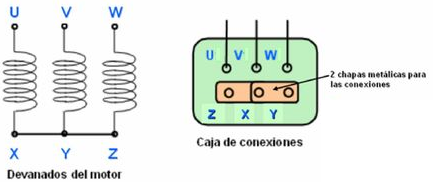 U V W
X Y Z
Devanados del motor
U V W
Z X Y
2 chapas metálicas para
las conexiones
Caja de conexiones